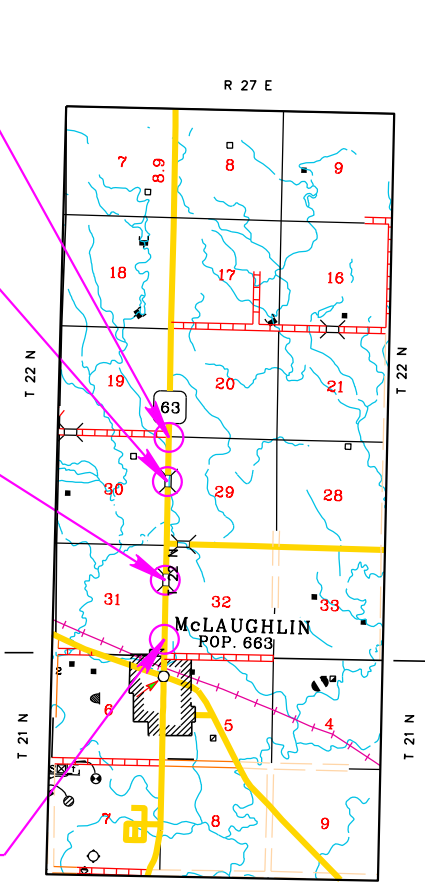 R 27 E
7 8.9 8 9
18 17 16
T 22 N T 22 N
19 20 21
63
30 29 28
T 22 N
31 32 33
McLAUGHLIN
POP. 663
2
6 5 4
T 21 N T 21 N
7 8 9